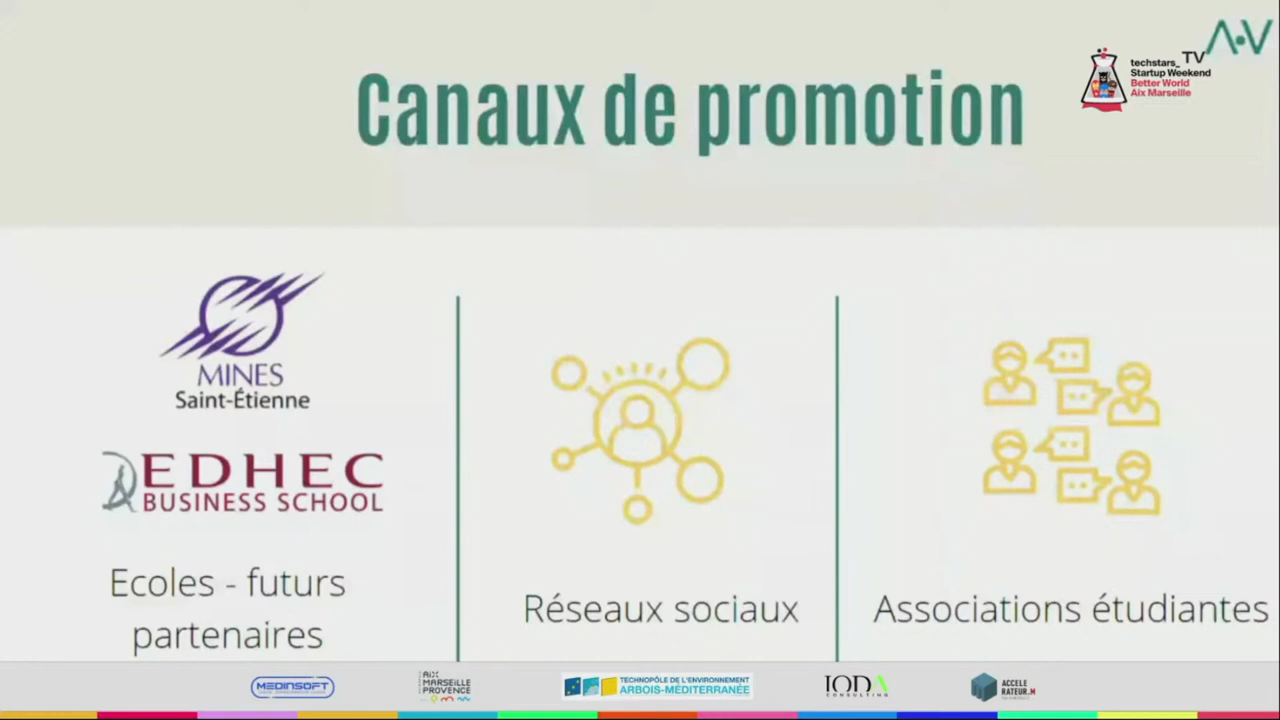 Canaux de promotion
TV
techstars_
Startup Weekend
Better World
Aix Marseille
MINES
Saint-Étienne
EDHEC
BUSINESS SCHOOL
Ecoles - futurs
partenaires
Réseaux sociaux
Associations étudiantes
MEDINSOFT
AIX
MARSEILLE
PROVENCE
TECHNOPÔLE DE L'ENVIRONNEMENT
ARBOIS-MÉDITERRANÉE
IODA
CONSULTING
ACCELE
RATEUR.M